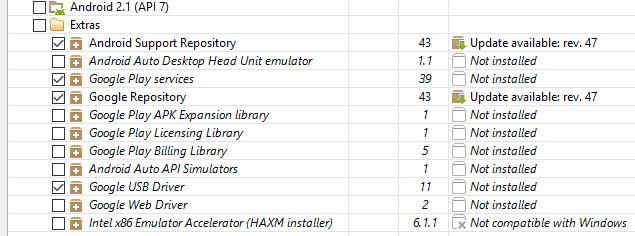 Android 2.1 (API 7)
Extras
Android Support Repository 43 Update available: rev. 47
Android Auto Desktop Head Unit emulator 1.1 Not installed
Google Play services 39 Not installed
Google Repository 43 Update available: rev. 47
Google Play APK Expansion library 1 Not installed
Google Play Licensing Library 1 Not installed
Google Play Billing Library 5 Not installed
Android Auto API Simulators 1 Not installed
Google USB Driver 11 Not installed
Google Web Driver 2 Not installed
Intel x86 Emulator Accelerator (HAXM installer) 6.1.1 Not compatible with Windows